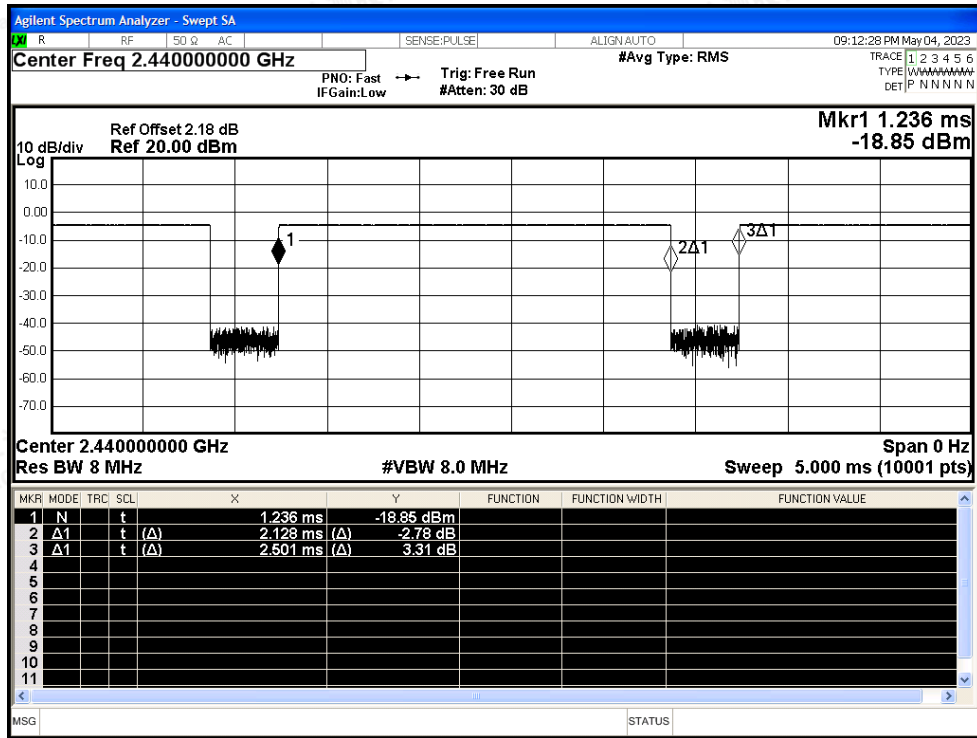 Agilent Spectrum Analyzer - Swept SA
LXI R RF 50 Ω AC SENSE:PULSE ALIGN AUTO 09:12:28 PM May 04, 2023
Center Freq 2.440000000 GHz #Avg Type: RMS TRACE 1 2 3 4 5 6
PNO: Fast Trig: Free Run TYPE WWWWWW
IFGain:Low #Atten: 30 dB DET P N N N N N
Mkr1 1.236 ms
Ref Offset 2.18 dB
10 dB/div Ref 20.00 dBm -18.85 dBm
Log
10.0
0.00
-10.0
-20.0
-30.0
-40.0
-50.0
-60.0
-70.0
1
2Δ1
3Δ1
Center 2.440000000 GHz Span 0 Hz
Res BW 8 MHz #VBW 8.0 MHz Sweep 5.000 ms (10001 pts)
MKR MODE TRC SCL X Y FUNCTION FUNCTION WIDTH FUNCTION VALUE
1 N t 1.236 ms -18.85 dBm
2 Δ1 t (Δ) 2.128 ms (Δ) -2.78 dB
3 Δ1 t (Δ) 2.501 ms (Δ) 3.31 dB
4
5
6
7
8
9
10
11
MSG STATUS